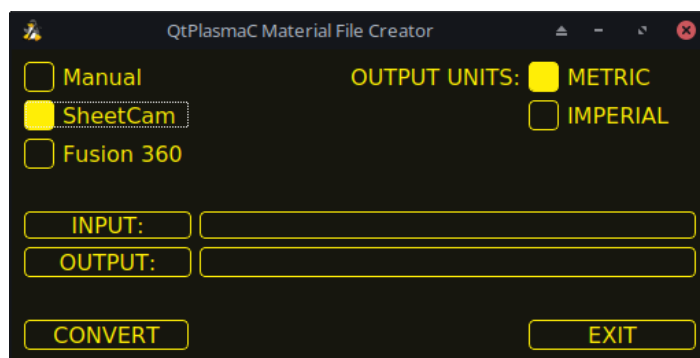 QtPlasmaC Material File Creator
Manual OUTPUT UNITS: METRIC
SheetCam IMPERIAL
Fusion 360
INPUT:
OUTPUT:
CONVERT EXIT